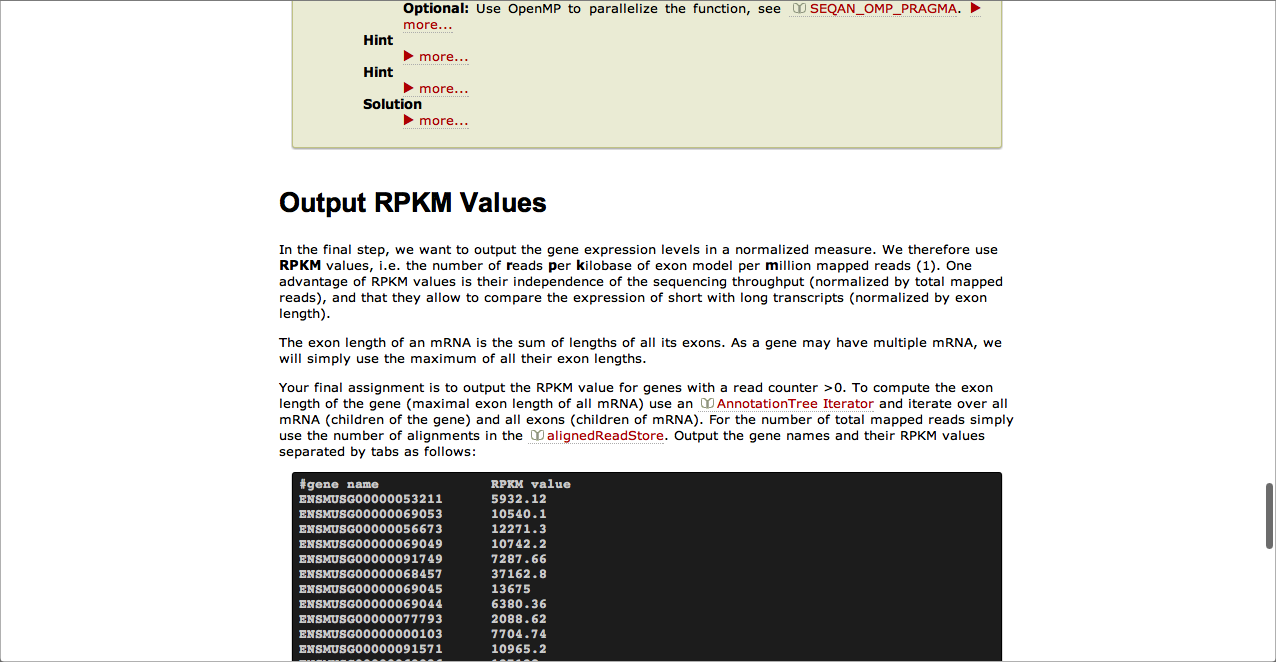 Optional: Use OpenMP to parallelize the function, see SEQAN_OMP_PRAGMA. ▶
more...
Hint
▶ more...
Hint
▶ more...
Solution
▶ more...
Output RPKM Values
In the final step, we want to output the gene expression levels in a normalized measure. We therefore use
RPKM values, i.e. the number of reads per kilobase of exon model per million mapped reads (1). One
advantage of RPKM values is their independence of the sequencing throughput (normalized by total mapped
reads), and that they allow to compare the expression of short with long transcripts (normalized by exon
length).
The exon length of an mRNA is the sum of lengths of all its exons. As a gene may have multiple mRNA, we
will simply use the maximum of all their exon lengths.
Your final assignment is to output the RPKM value for genes with a read counter >0. To compute the exon
length of the gene (maximal exon length of all mRNA) use an AnnotationTree Iterator and iterate over all
mRNA (children of the gene) and all exons (children of mRNA). For the number of total mapped reads simply
use the number of alignments in the alignedReadStore. Output the gene names and their RPKM values
separated by tabs as follows:
#gene name RPKM value
ENSMUSG00000053211 5932.12
ENSMUSG00000069053 10540.1
ENSMUSG00000056673 12271.3
ENSMUSG00000069049 10742.2
ENSMUSG00000091749 7287.66
ENSMUSG00000068457 37162.8
ENSMUSG00000069045 13675
ENSMUSG00000069044 6380.36
ENSMUSG00000077793 2088.62
ENSMUSG00000000103 7704.74
ENSMUSG00000091571 10965.2